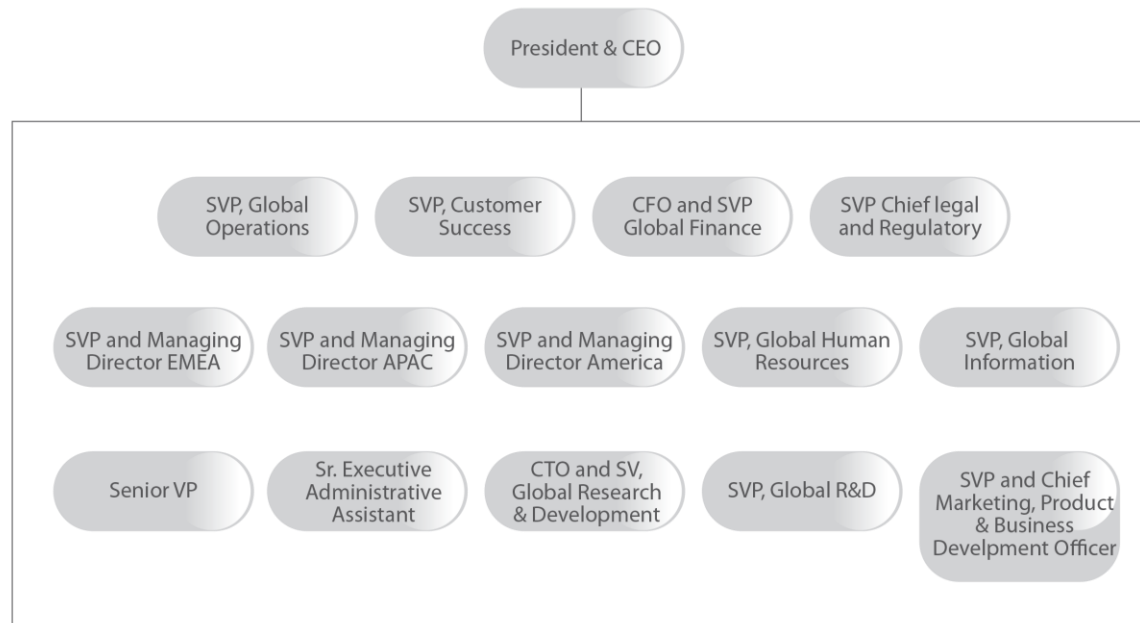 President & CEO
SVP, Global
Operations
SVP, Customer
Success
CFO and SVP
Global Finance
SVP Chief legal
and Regulatory
SVP and Managing
Director EMEA
SVP and Managing
Director APAC
SVP and Managing
Director America
SVP, Global Human
Resources
SVP, Global
Information
Senior VP
Sr. Executive
Administrative
Assistant
CTO and SV,
Global Research
& Development
SVP, Global R&D
SVP and Chief
Marketing, Product
& Business
Develpment Officer